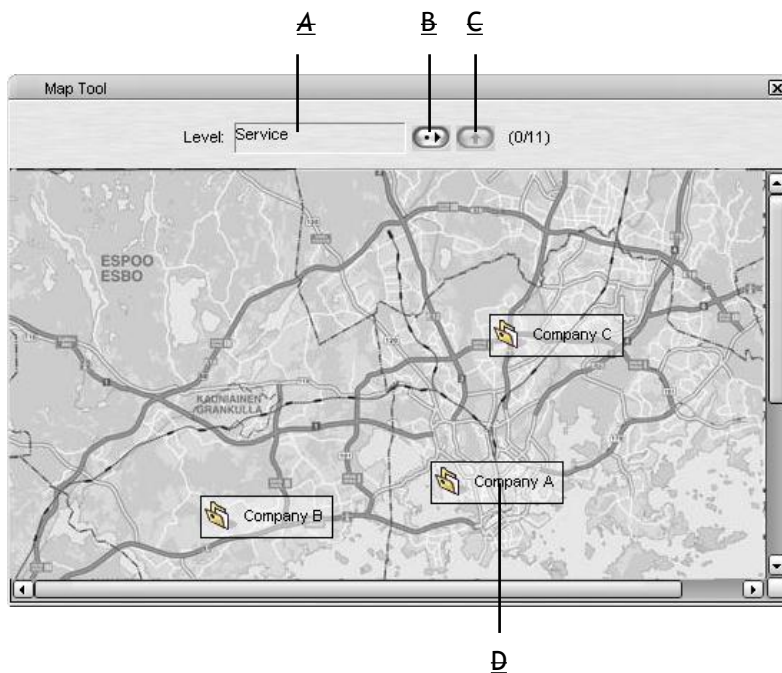 A B C
Map Tool
Level: Service (0/11)
ESPOO
ESBO
Company C
KAUNIAINEN
GRANKULLA
Company A
Company B
D